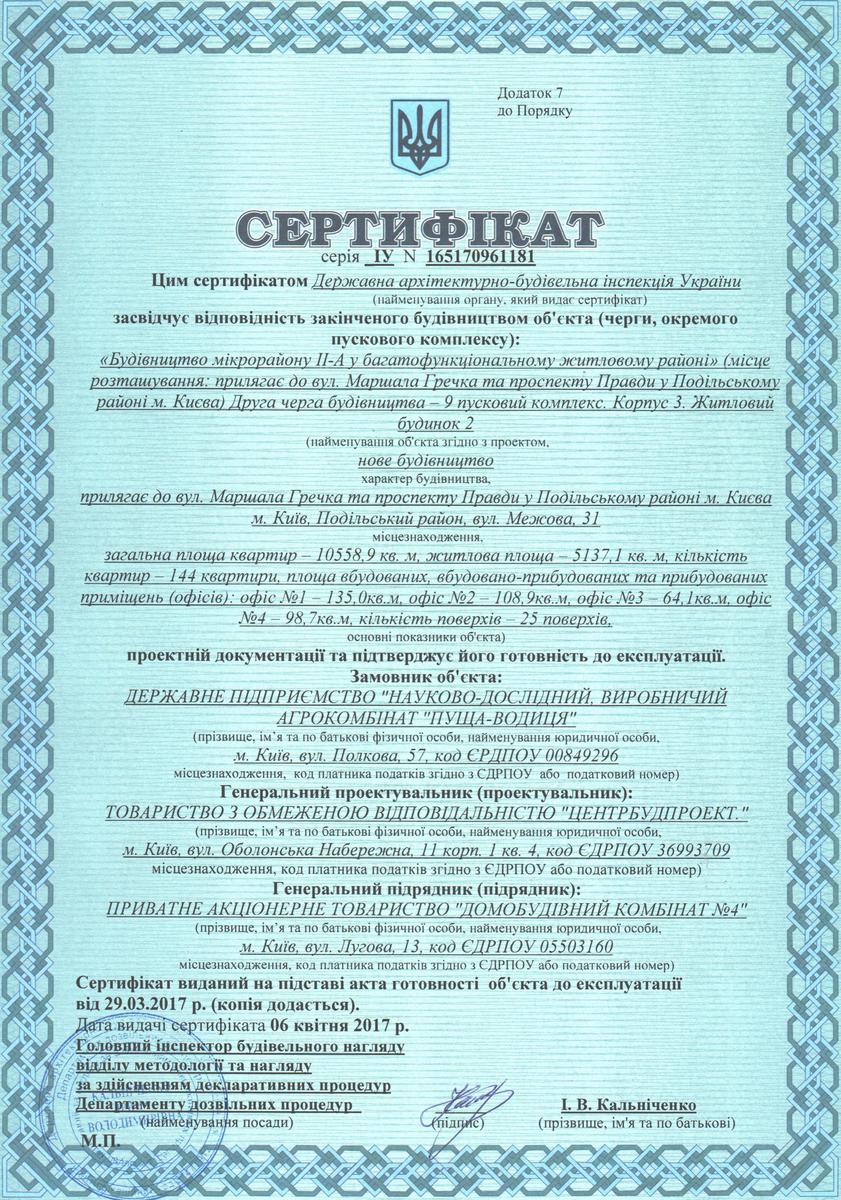 Додаток 7
до Порядку
СЕРТИФІКАТ
серія _ІУ N 165170961181
Цим сертифікатом Державна архітектурно-будівельна інспекція України
(найменування органу, який видає сертифікат)
засвідчує відповідність закінченого будівництвом об'єкта (черги, окремого
пускового комплексу):
«Будівництво мікрорайону ІІ-А у багатофункціональному житловому районі» (місце
розташування: прилягає до вул. Маршала Гречка та проспекту Правди у Подільському
районі м. Києва) Друга черга будівництва – 9 пусковий комплекс. Корпус 3. Житловий
будинок 2
(найменування об'єкта згідно з проектом,
нове будівництво
характер будівництва,
прилягає до вул. Маршала Гречка та проспекту Правди у Подільському районі м. Києва
м. Київ, Подільський район, вул. Межова, 31
місцезнаходження,
загальна площа квартир – 10558,9 кв. м, житлова площа – 5137,1 кв. м, кількість
квартир – 144 квартири, площа вбудованих, вбудовано-прибудованих та прибудованих
приміщень (офісів): офіс №1 – 135,0кв.м, офіс №2 – 108,9кв.м, офіс №3 – 64,1кв.м, офіс
№4 – 98,7кв.м, кількість поверхів – 25 поверхів,
основні показники об'єкта)
проектній документації та підтверджує його готовність до експлуатації.
Замовник об'єкта:
ДЕРЖАВНЕ ПІДПРИЄМСТВО "НАУКОВО-ДОСЛІДНИЙ, ВИРОБНИЧИЙ
АГРОКОМБІНАТ "ПУЩА-ВОДИЦЯ"
(прізвище, ім’я та по батькові фізичної особи, найменування юридичної особи,
м. Київ, вул. Полкова, 57, код ЄРДПОУ 00849296
місцезнаходження, код платника податків згідно з ЄДРПОУ або податковий номер)
Генеральний проектувальник (проектувальник):
ТОВАРИСТВО З ОБМЕЖЕНОЮ ВІДПОВІДАЛЬНІСТЮ "ЦЕНТРБУДПРОЕКТ."
(прізвище, ім’я та по батькові фізичної особи, найменування юридичної особи,
м. Київ, вул. Оболонська Набережна, 11 корп. 1 кв. 4, код ЄДРПОУ 36993709
місцезнаходження, код платника податків згідно з ЄДРПОУ або податковий номер)
Генеральний підрядник (підрядник):
ПРИВАТНЕ АКЦІОНЕРНЕ ТОВАРИСТВО "ДОМОБУДІВНИЙ КОМБІНАТ №4"
(прізвище, ім’я та по батькові фізичної особи, найменування юридичної особи,
м. Київ, вул. Лугова, 13, код ЄДРПОУ 05503160
місцезнаходження, код платника податків згідно з ЄДРПОУ або податковий номер)
Сертифікат виданий на підставі акта готовності об'єкта до експлуатації
від 29.03.2017 р. (копія додається).
Дата видачі сертифіката 06 квітня 2017 р.
Головний інспектор будівельного нагляду
відділу методології та нагляду
за здійсненням декларативних процедур
Департаменту дозвільних процедур
І. В. Кальніченко
(найменування посади)
(підпис)
(прізвище, ім'я та по батькові)
М.П.
ВОЛОДИМИРІВНА